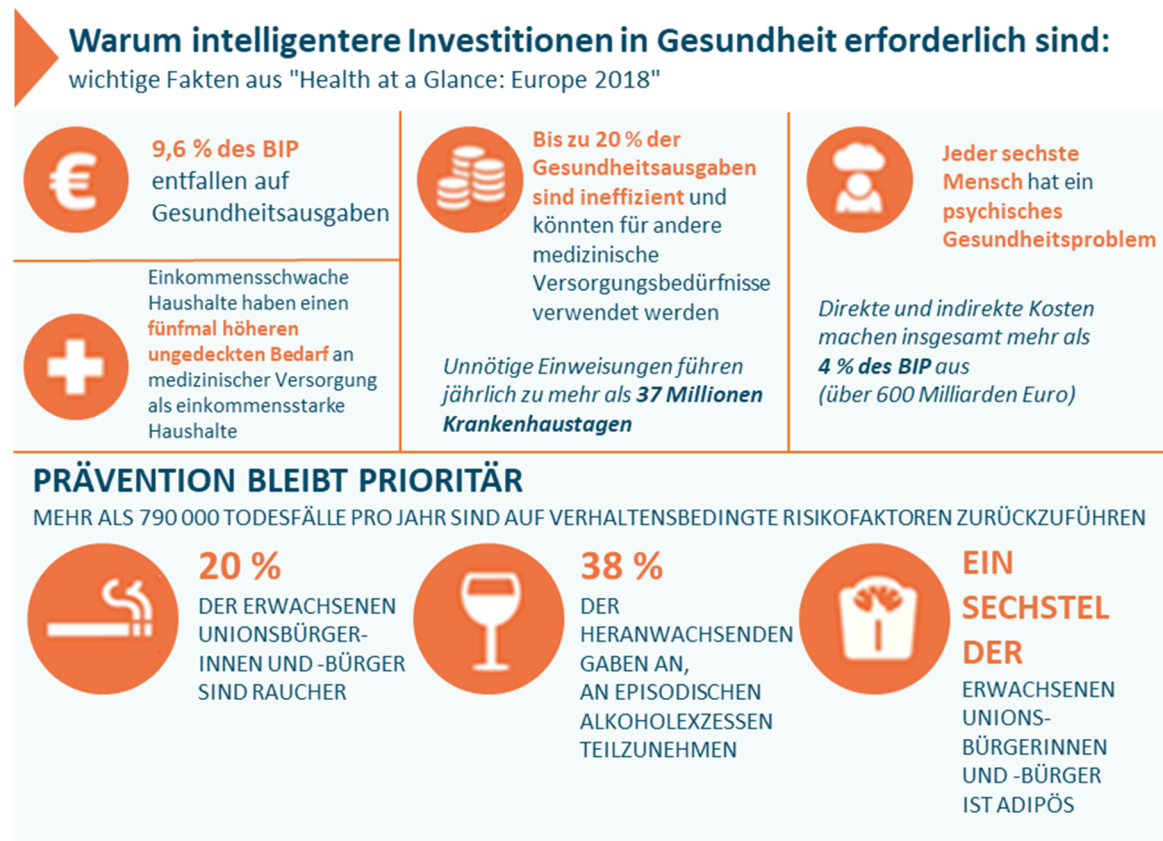 Warum intelligentere Investitionen in Gesundheit erforderlich sind:
wichtige Fakten aus "Health at a Glance: Europe 2018"
9,6 % des BIP
entfallen auf
Gesundheitsausgaben
Einkommensschwache
Haushalte haben einen
fünfmal höheren
ungedeckten Bedarf an
medizinischer Versorgung
als einkommensstarke
Haushalte
Bis zu 20 % der
Gesundheitsausgaben
sind ineffizient und
könnten für andere
medizinische
Versorgungsbedürfnisse
verwendet werden
Unnötige Einweisungen führen
jährlich zu mehr als 37 Millionen
Krankenhaustagen
Jeder sechste
Mensch hat ein
psychisches
Gesundheitsproblem
Direkte und indirekte Kosten
machen insgesamt mehr als
4 % des BIP aus
(über 600 Milliarden Euro)
PRÄVENTION BLEIBT PRIORITÄR
MEHR ALS 790 000 TODESFÄLLE PRO JAHR SIND AUF VERHALTENSBEDINGTE RISIKOFAKTOREN ZURÜCKZUFÜHREN
20 %
DER ERWACHSENEN
UNIONSBÜRGER-
INNEN UND -BÜRGER
SIND RAUCHER
38 %
DER
HERANWACHSENDEN
GABEN AN,
AN EPISODISCHEN
ALKOHOLEXZESSEN
TEILZUNEHMEN
EIN
SECHSTEL
DER
ERWACHSENEN
UNIONS-
BÜRGERINNEN
UND -BÜRGER
IST ADIPÖS